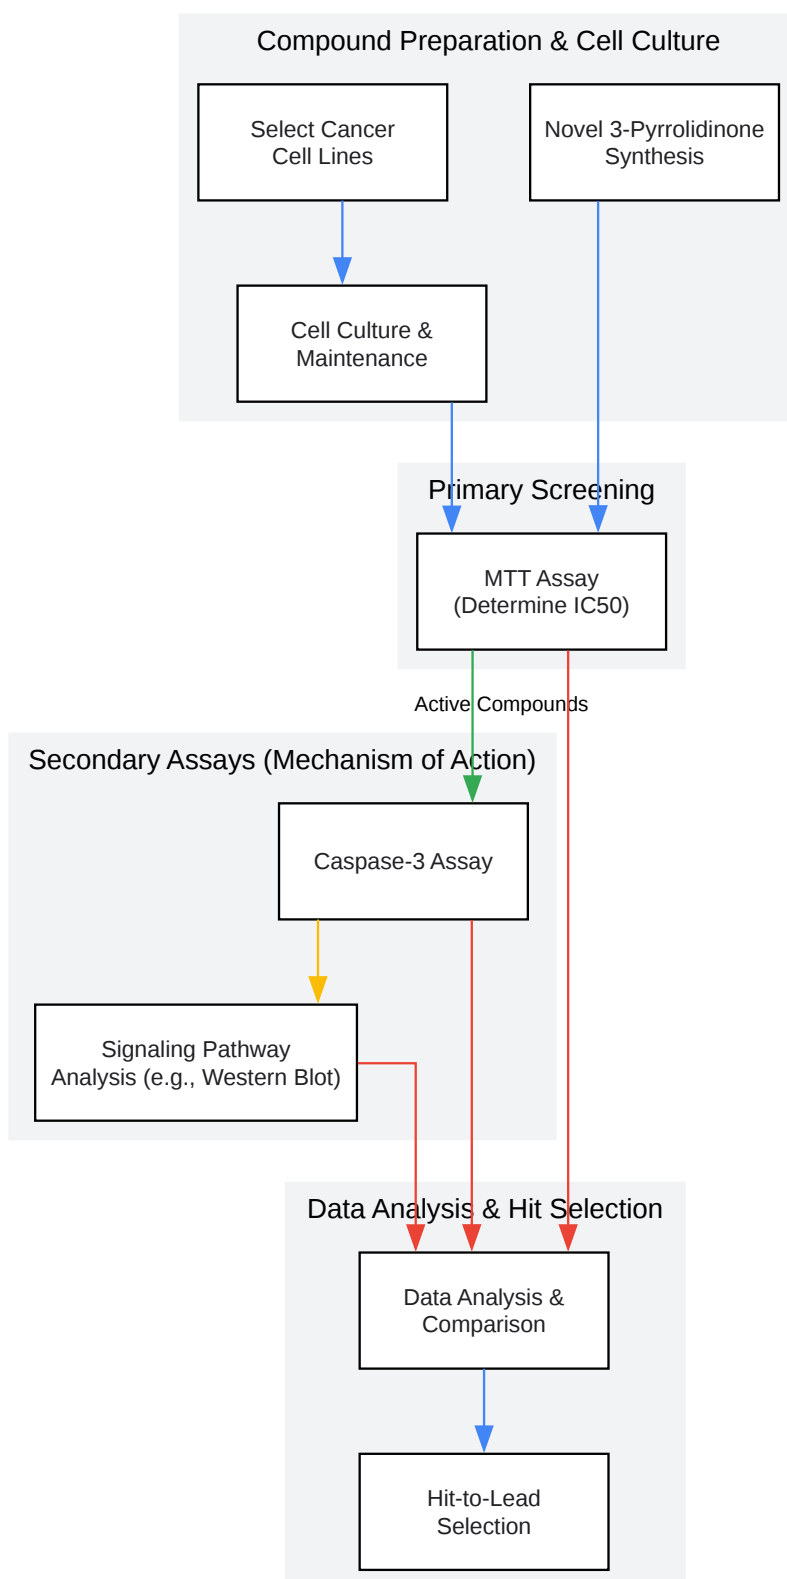 Compound Preparation & Cell Culture
Select Cancer
Cell Lines
Novel 3-Pyrrolidinone
Synthesis
Cell Culture &
Maintenance
Primary Screening
MTT Assay
(Determine IC50)
Active Compounds
Secondary Assays (Mechanism of Action)
Caspase-3 Assay
Signaling Pathway
Analysis (e.g., Western Blot)
Data Analysis & Hit Selection
Data Analysis &
Comparison
Hit-to-Lead
Selection